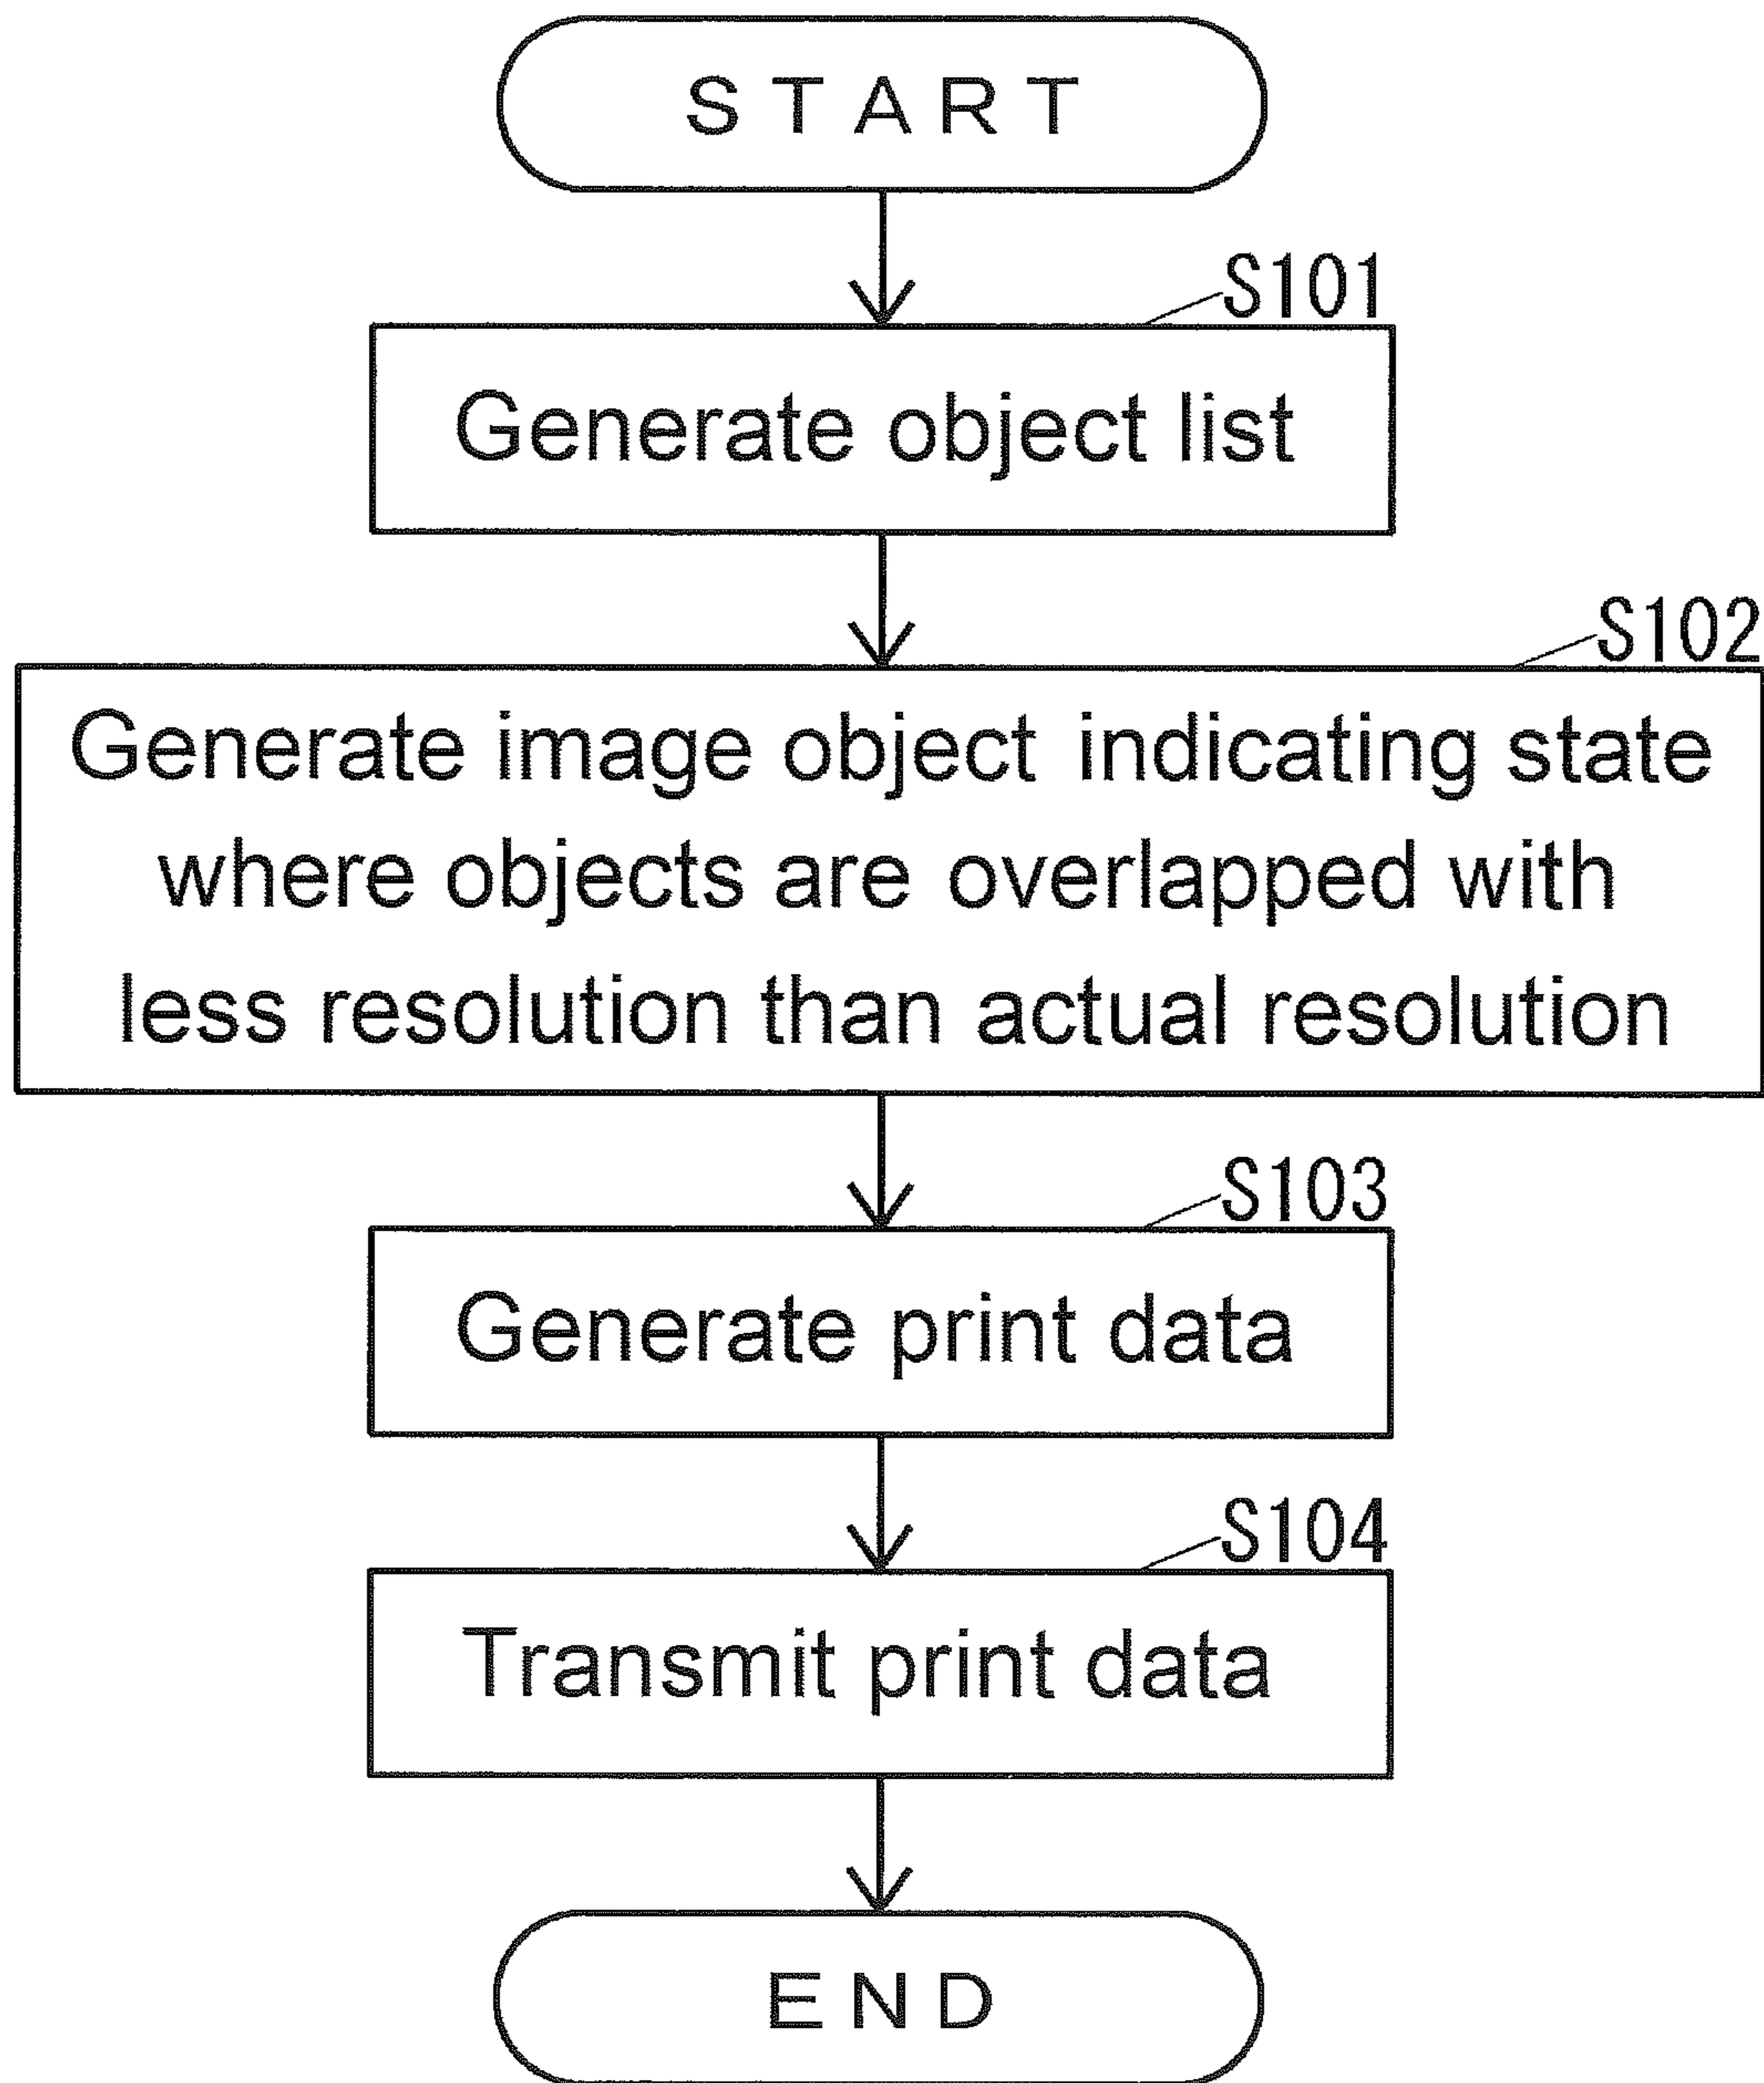 START
S101
Generate object list
S102
Generate image object indicating state
where objects are overlapped with
less resolution than actual resolution
S103
Generate print data
S104
Transmit print data
END